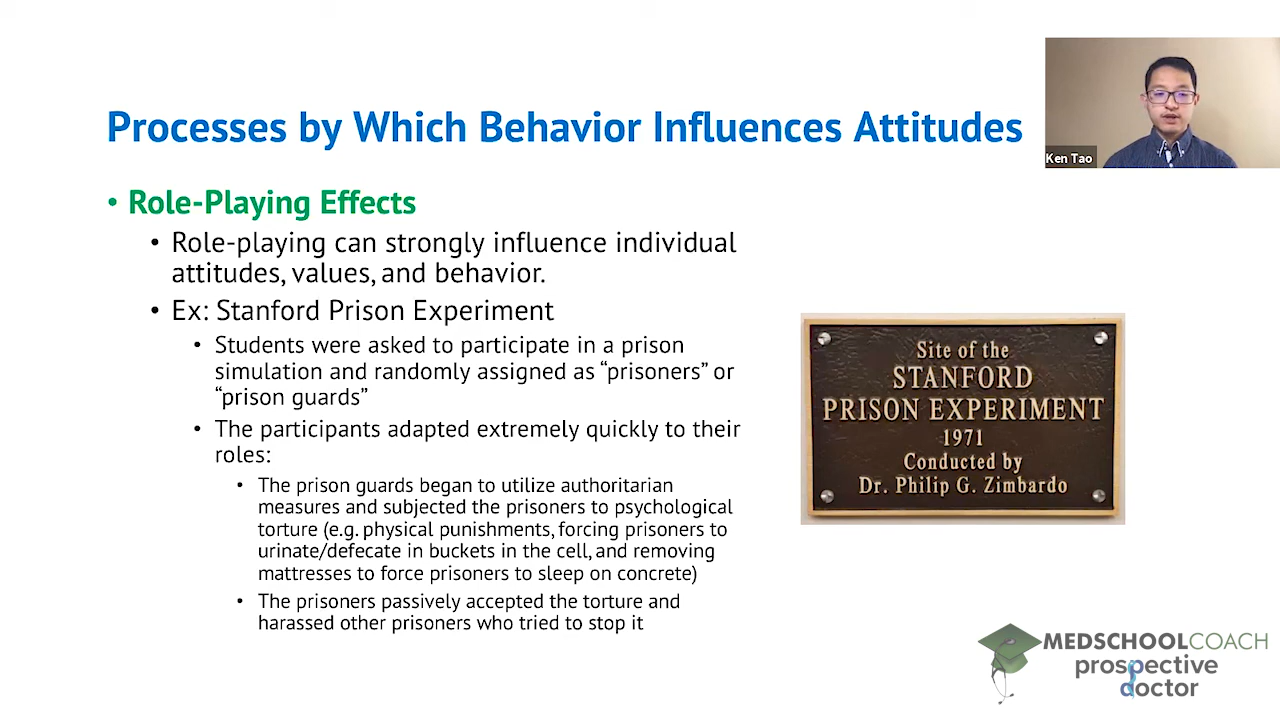 Processes by Which Behavior Influences Attitudes
Ken Tao
• Role-Playing Effects
• Role-playing can strongly influence individual
attitudes, values, and behavior.
• Ex: Stanford Prison Experiment
• Students were asked to participate in a prison
simulation and randomly assigned as “prisoners” or
“prison guards”
• The participants adapted extremely quickly to their
roles:
• The prison guards began to utilize authoritarian
measures and subjected the prisoners to psychological
torture (e.g. physical punishments, forcing prisoners to
urinate/defecate in buckets in the cell, and removing
mattresses to force prisoners to sleep on concrete)
• The prisoners passively accepted the torture and
harassed other prisoners who tried to stop it
Site of the
STANFORD
PRISON EXPERIMENT
1971
Conducted by
Dr. Philip G. Zimbardo
MEDSCHOOLCOACH
prospective
doctor